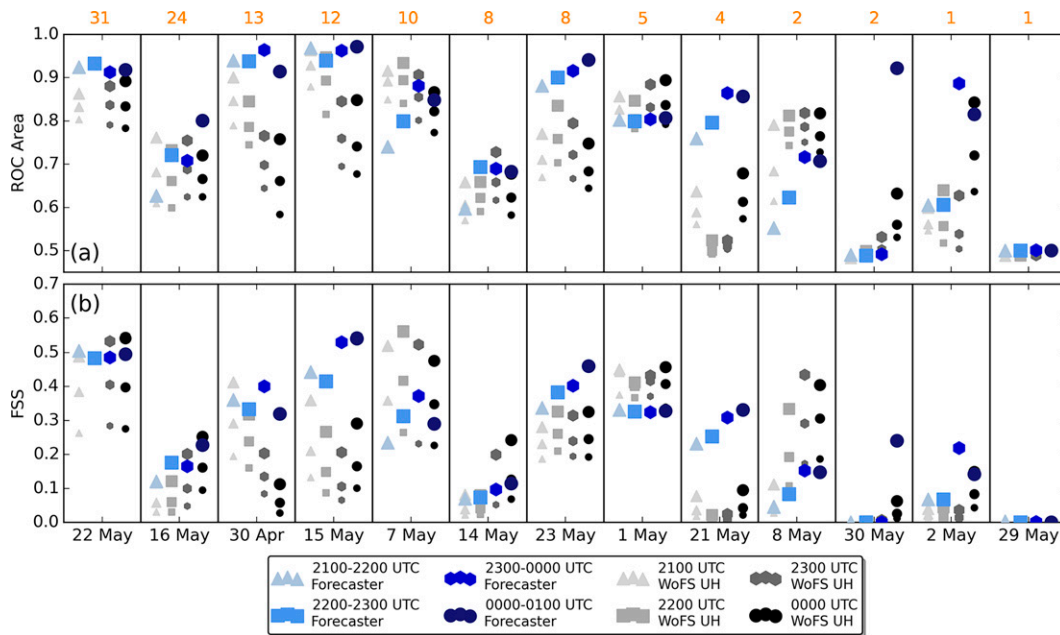 31 24 13 12 10 8 8 5 4 2 2 1 1
1.0
0.9
0.8
0.7
0.6
0.5
ROC Area
(a)
0.7
0.6
0.5
0.4
0.3
0.2
0.1
0.0
FSS
(b)
22 May 16 May 30 Apr 15 May 7 May 14 May 23 May 1 May 21 May 8 May 30 May 2 May 29 May
2100-2200 UTC
Forecaster
2200-2300 UTC
Forecaster
2300-0000 UTC
Forecaster
0000-0100 UTC
Forecaster
2100 UTC
WoFS UH
2200 UTC
WoFS UH
2300 UTC
WoFS UH
0000 UTC
WoFS UH